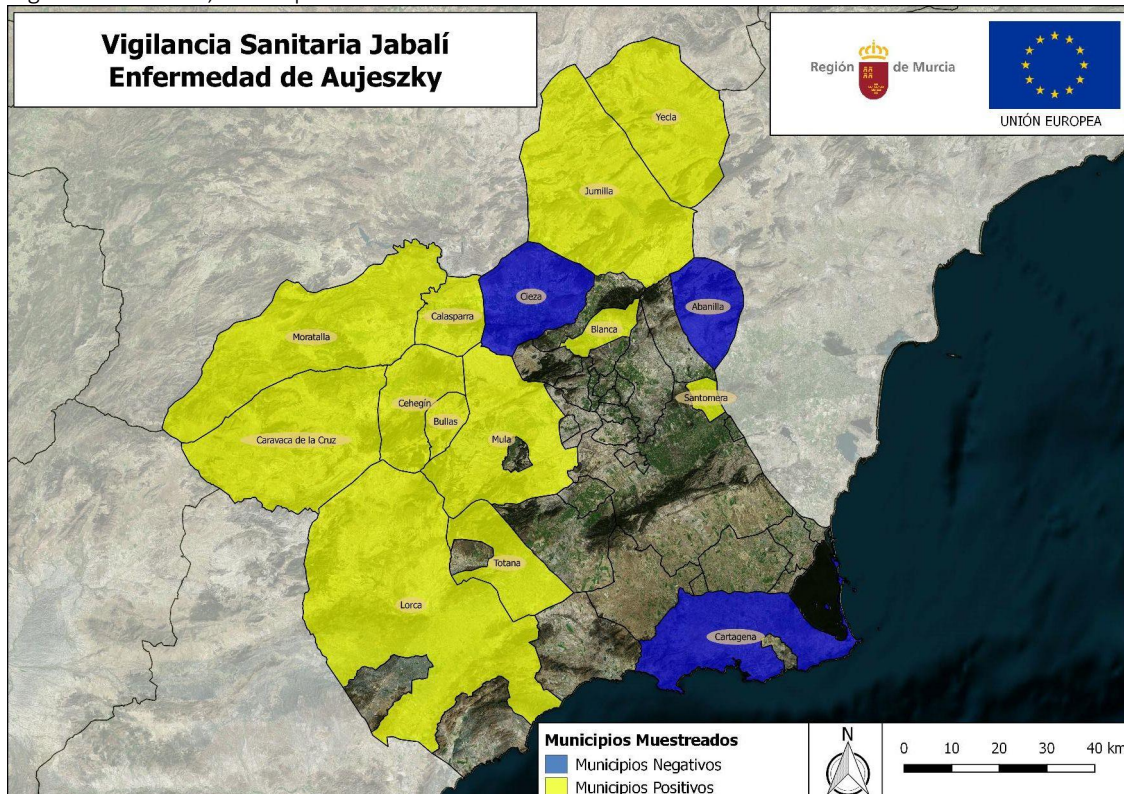 Vigilancia Sanitaria Jabalí
Enfermedad de Aujeszky
Región de Murcia
UNIÓN EUROPEA
Yecla
Jumilla
Cieza
Abanilla
Calasparra
Moratalla
Blanca
Cehegín
Santomera
Bullas
Caravaca de la Cruz
Mula
Totana
Lorca
Cartagena
Municipios Muestreados
Municipios Negativos
Municipios Positivos
N
0 10 20 30 40 km